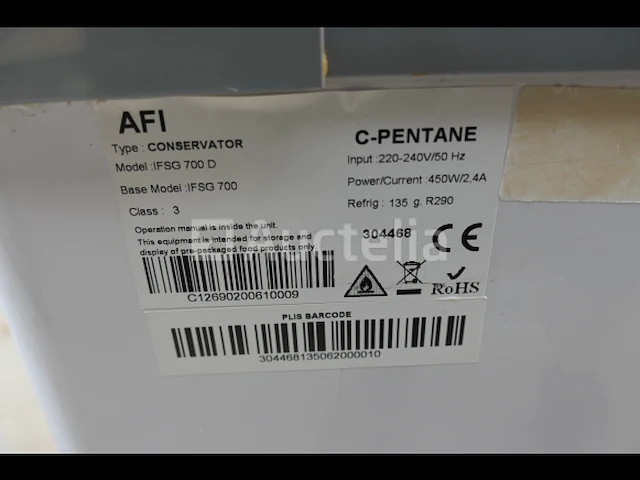 AFI
Type : CONSERVATOR
Model :IFSG 700 D
Base Model :IFSG 700
Class : 3
Operation manual is inside the unit.
This equipment is intended for storage and
display of pre-packaged food products only.
C12690200610009
C-PENTANE
Input :220-240V/50 Hz
Power/Current :450W/2,4A
Refrig : 135 g. R290
304468
CE
RoHS
PLIS BARCODE
304468135062000010
Auctelia